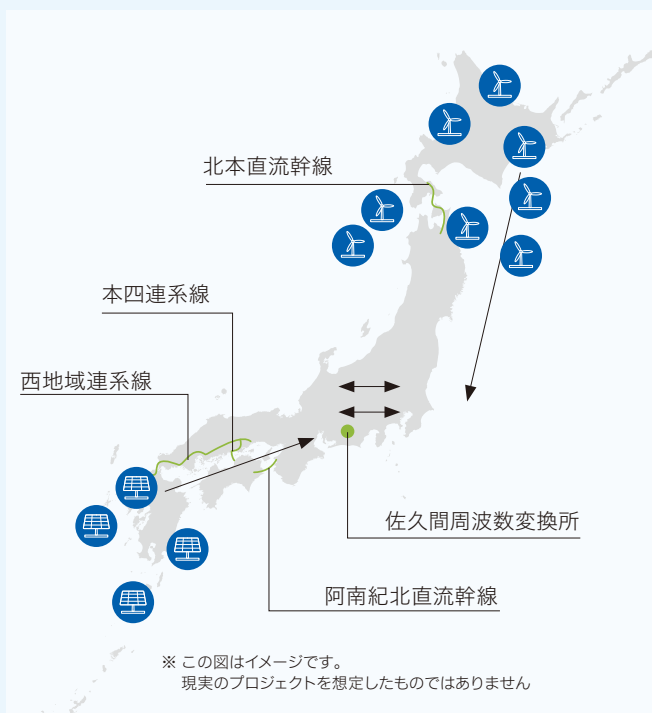 北本直流幹線
本四連系線
西地域連系線
佐久間周波数変換所
阿南紀北直流幹線
※ この図はイメージです。
現実のプロジェクトを想定したものではありません